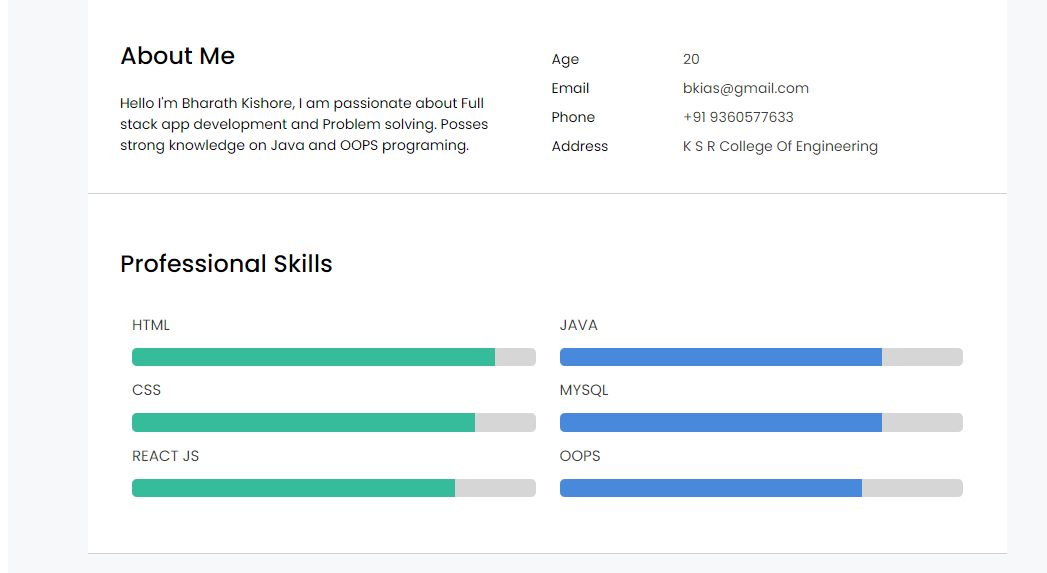 About Me
Hello I'm Bharath Kishore, I am passionate about Full
stack app development and Problem solving. Posses
strong knowledge on Java and OOPS programing.
Age 20
Email bkias@gmail.com
Phone +91 9360577633
Address K S R College Of Engineering
Professional Skills
HTML
CSS
REACT JS
JAVA
MYSQL
OOPS